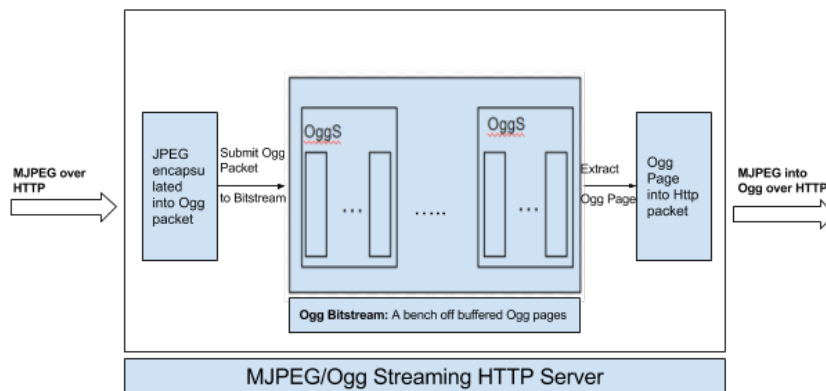 MJPEG over
HTTP
JPEG
encapsu
lated
into Ogg
packet
Submit Ogg
Packet
to Bitstream
OggS
...
.....
OggS
...
Extract
Ogg Page
Ogg
Page
into Http
packet
MJPEG into
Ogg over HTTP
Ogg Bitstream: A bench off buffered Ogg pages
MJPEG/Ogg Streaming HTTP Server